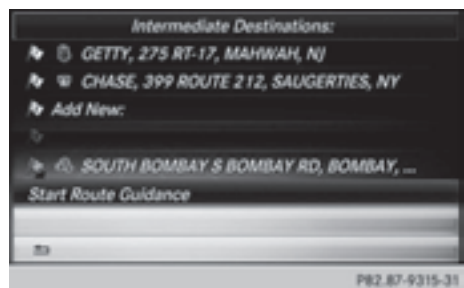 Intermediate Destinations:
GETTY, 275 RT-17, MAHWAH, NJ
CHASE, 399 ROUTE 212, SAUGERTIES, NY
Add New:
SOUTH BOMBAY S BOMBAY RD, BOMBAY, ...
Start Route Guidance
P82.87-9315-31